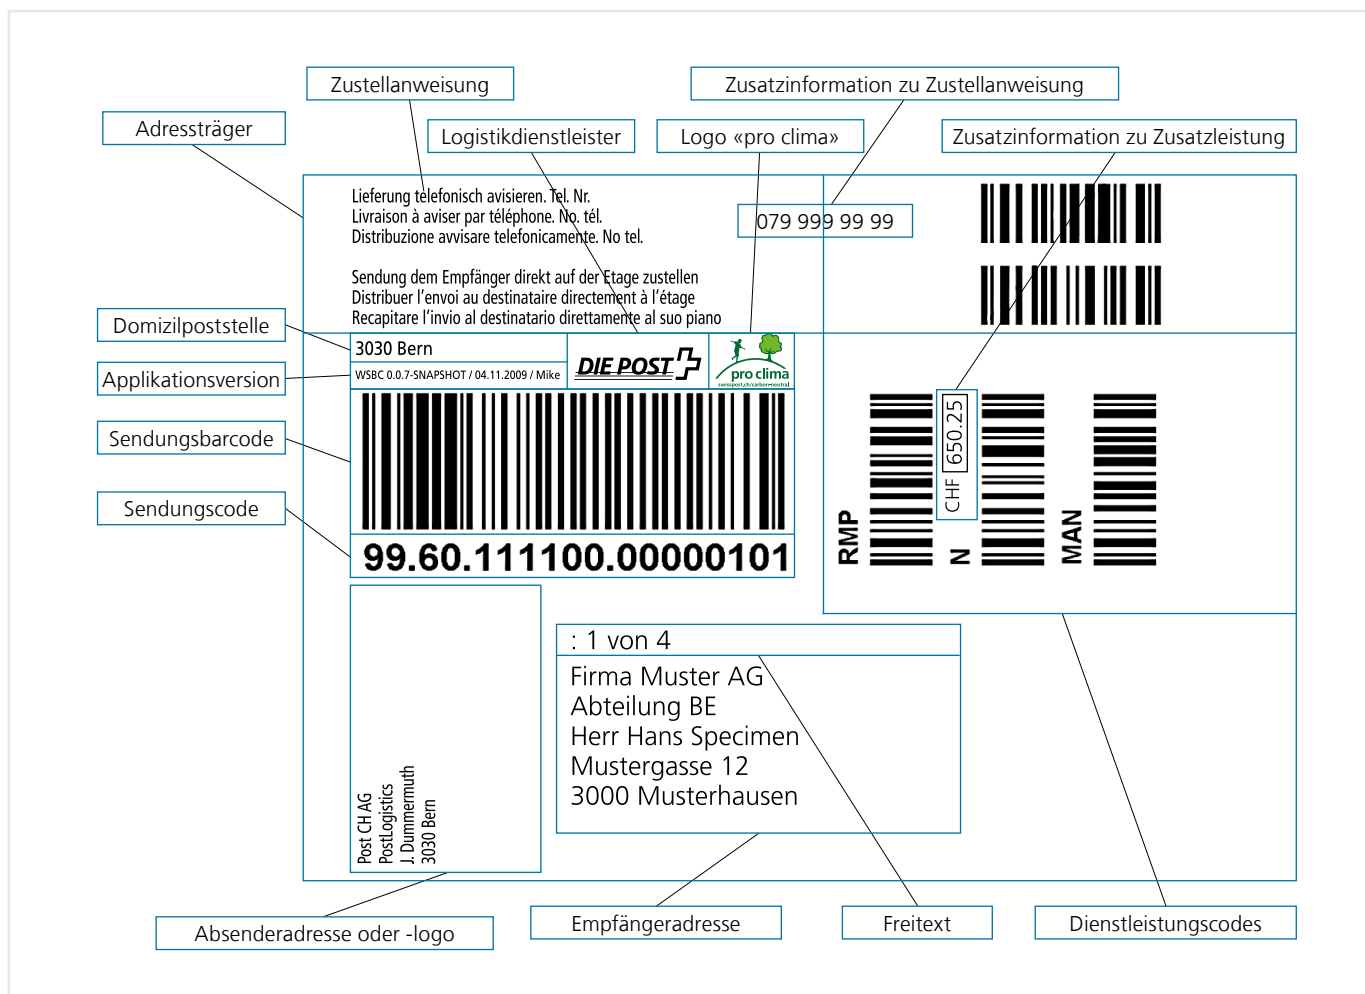 Zustellanweisung
Zusatzinformation zu Zustellanweisung
Adressträger
Logistikdienstleister
Logo «pro clima»
Zusatzinformation zu Zusatzleistung
Lieferung telefonisch avisieren. Tel. Nr.
Livraison à aviser par téléphone. No. tél.
Distribuzione avvisare telefonicamente. No tel.
079 999 99 99
Sendung dem Empfänger direkt auf der Etage zustellen
Distribuer l'envoi au destinataire directement à l'étage
Recapitare l'invio al destinatario direttamente al suo piano
Domizilpoststelle
3030 Bern
DIE POST
pro clima
swisspost.ch/carbon-neutral
Applikationsversion
WSBC 0.0.7-SNAPSHOT / 04.11.2009 / Mike
Sendungsbarcode
Sendungscode
99.60.111100.00000101
RMP
CHF 650.25
N
MAN
: 1 von 4
Firma Muster AG
Abteilung BE
Herr Hans Specimen
Mustergasse 12
3000 Musterhausen
Post CH AG
PostLogistics
J. Dummermuth
3030 Bern
Absenderadresse oder -logo
Empfängeradresse
Freitext
Dienstleistungscodes